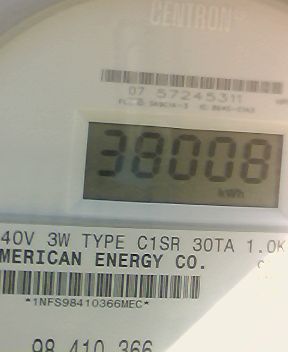 CENTRON®
07 57245311
38008
kWh
40V 3W TYPE C1SR 30TA 1.0K
MERICAN ENERGY CO.
*1NFS98410366MEC*
98 410 366